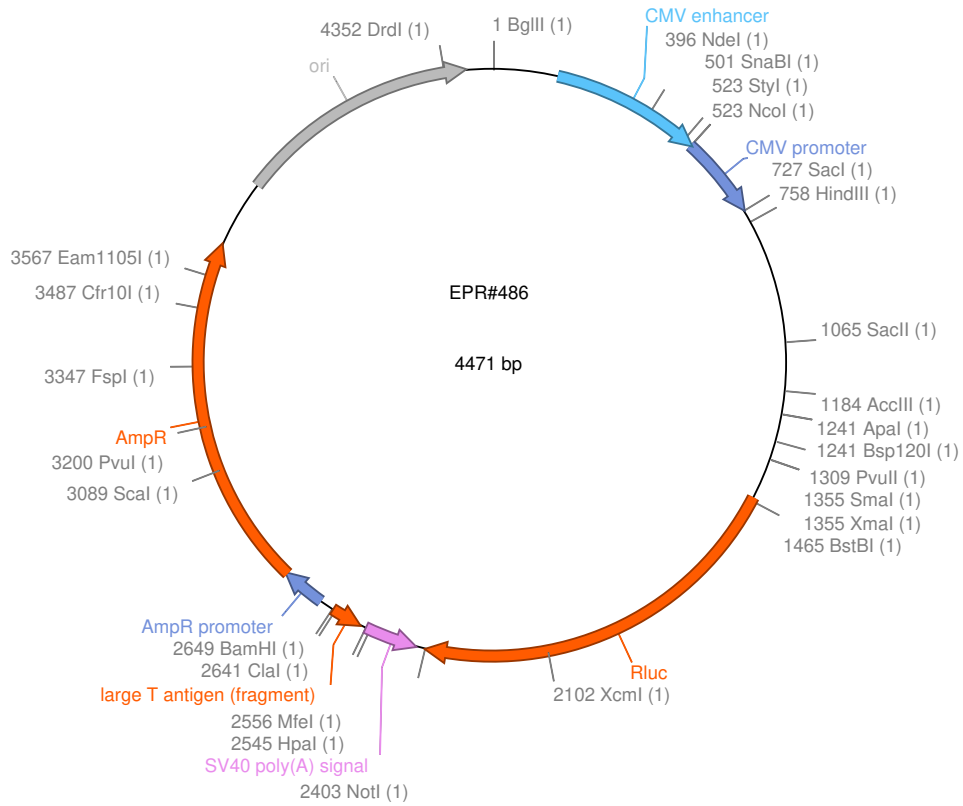 4352 DrdI (1)
1 BglII (1)
CMV enhancer
396 NdeI (1)
501 SnaBI (1)
523 StyI (1)
523 NcoI (1)
CMV promoter
727 SacI (1)
758 HindIII (1)
ori
3567 Eam1105I (1)
3487 Cfr10I (1)
EPR#486
1065 SacII (1)
4471 bp
3347 FspI (1)
1184 AccIII (1)
1241 ApaI (1)
1241 Bsp120I (1)
AmpR
3200 PvuI (1)
3089 ScaI (1)
1309 PvuII (1)
1355 SmaI (1)
1355 XmaI (1)
1465 BstBI (1)
AmpR promoter
2649 BamHI (1)
2641 ClaI (1)
large T antigen (fragment)
Rluc
2102 XcmI (1)
2556 MfeI (1)
2545 HpaI (1)
SV40 poly(A) signal
2403 NotI (1)